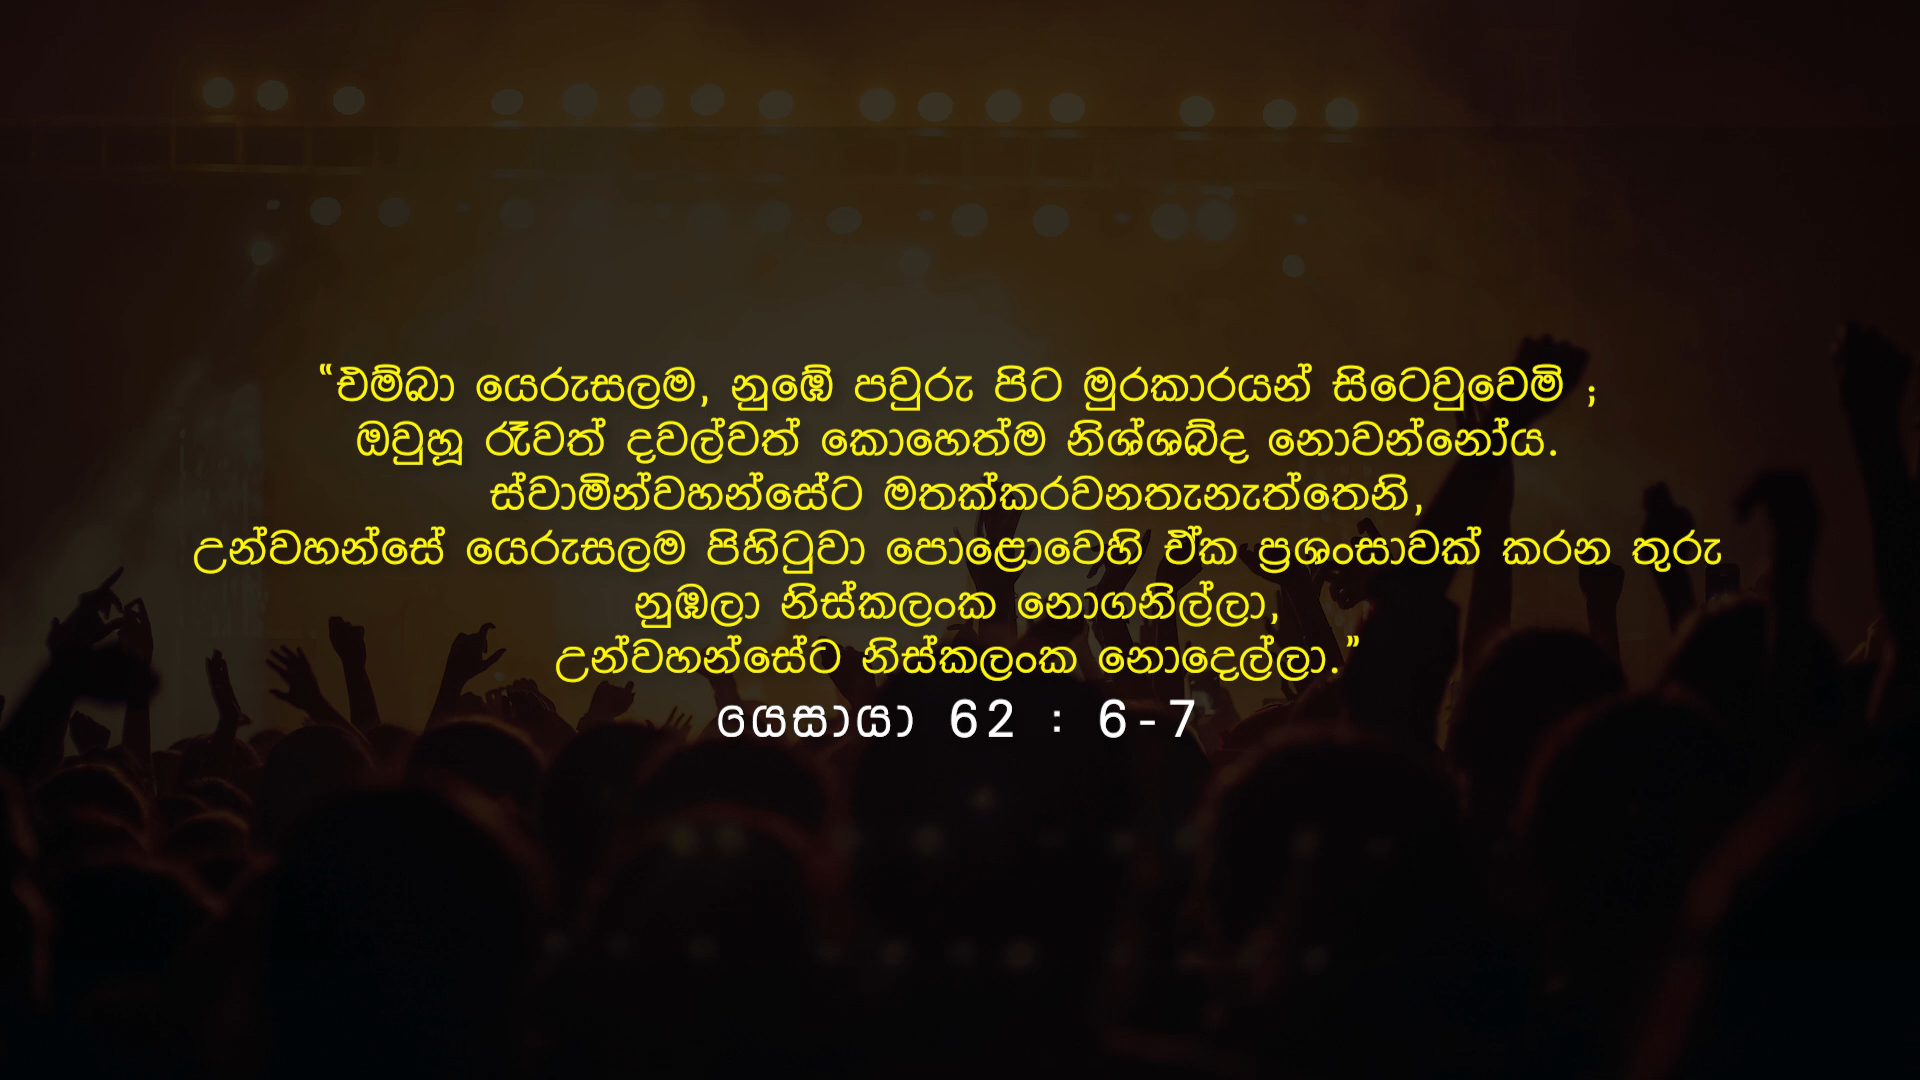 “එම්බා යෙරුසලම, නුඹේ පවුරු පිට මුරකාරයන් සිටෙවුවෙමි ;
ඔවුහූ රෑවත් දවල්වත් කොහෙත්ම නිශ්ශබ්ද නොවන්නෝය.
ස්වාමින්වහන්සේට මතක්කරවනතැනැත්තෙනි,
උන්වහන්සේ යෙරුසලම පිහිටුවා පොළොවෙහි ඒක ප්‍රශංසාවක් කරන තුරු
නුඹලා නිස්කලංක නොගනිල්ලා,
උන්වහන්සේට නිස්කලංක නොදෙල්ලා.”
යෙසායා 62 : 6-7